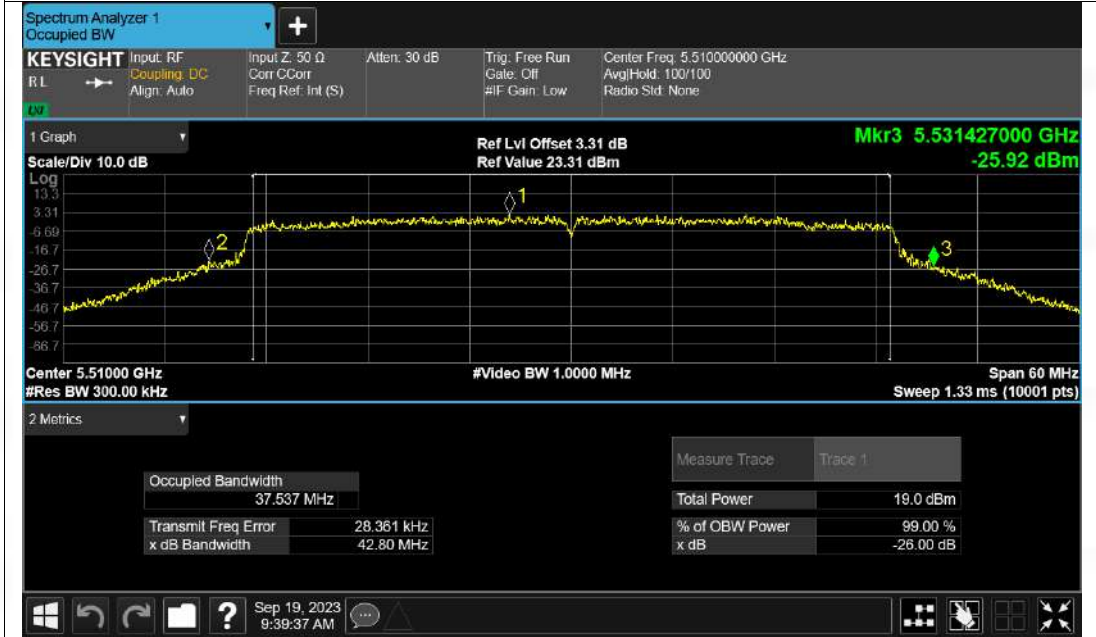 Spectrum Analyzer 1
Occupied BW
+
KEYSIGHT Input: RF Input Z: 50 Ω Atten: 30 dB Trig: Free Run Center Freq: 5.510000000 GHz
RL Coupling: DC Corr CCorr Gate: Off Avg|Hold: 100/100
Align: Auto Freq Ref: Int (S) #IF Gain: Low Radio Std: None
LXI
1 Graph Ref Lvl Offset 3.31 dB Mkr3 5.531427000 GHz
Scale/Div 10.0 dB Ref Value 23.31 dBm -25.92 dBm
Log
13.3
3.31
-6.69
-16.7
-26.7
-36.7
-46.7
-56.7
-66.7
1
2
3
Center 5.51000 GHz #Video BW 1.0000 MHz Span 60 MHz
#Res BW 300.00 kHz Sweep 1.33 ms (10001 pts)
2 Metrics
Measure Trace Trace 1
Occupied Bandwidth
37.537 MHz
Total Power 19.0 dBm
Transmit Freq Error 28.361 kHz % of OBW Power 99.00 %
x dB Bandwidth 42.80 MHz x dB -26.00 dB
? Sep 19, 2023
9:39:37 AM